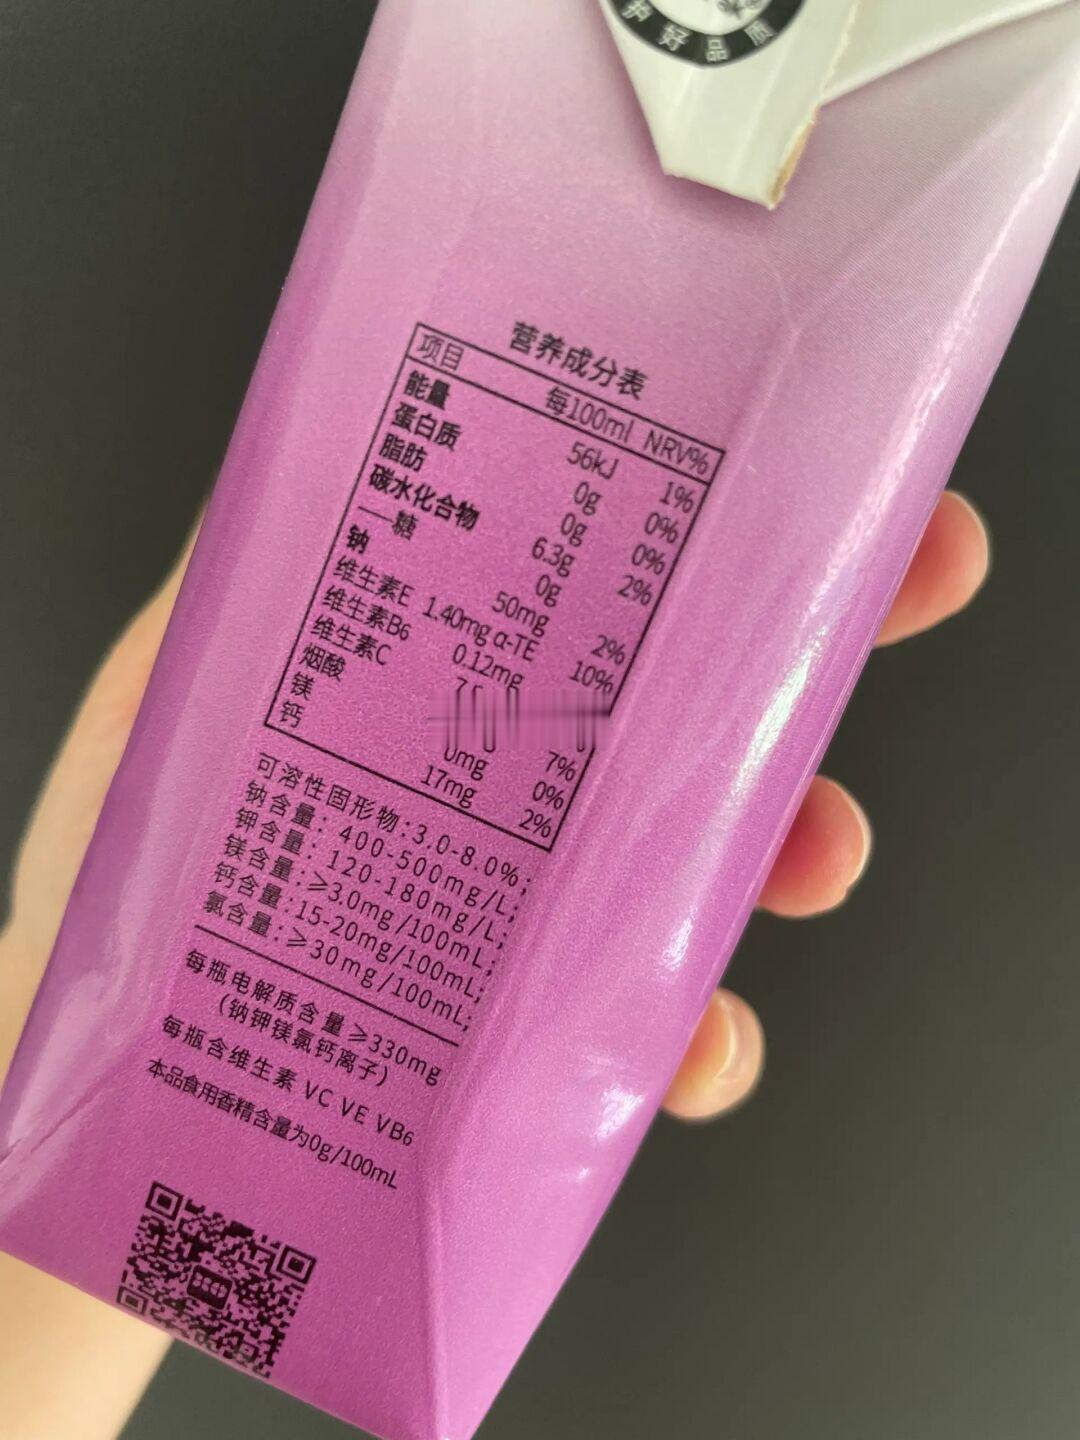 护好品质
营养成分表
项目 每100ml NRV%
能量 56kJ 1%
蛋白质 0g 0%
脂肪 0g 0%
碳水化合物 6.3g 2%
——糖 0g
钠 50mg 2%
维生素E 1.40mg α-TE 10%
维生素B6 0.12mg
维生素C
烟酸 7%
镁 0mg 0%
钙 17mg 2%
可溶性固形物:3.0-8.0%;
钠含量: 400-500mg/L;
钾含量: 120-180mg/L;
镁含量:≥3.0mg/100mL;
钙含量:15-20mg/100mL;
氯含量:≥30mg/100mL;
每瓶电解质含量≥330mg
(钠钾镁氯钙离子)
每瓶含维生素 VC VE VB6
本品食用香精含量为0g/100mL